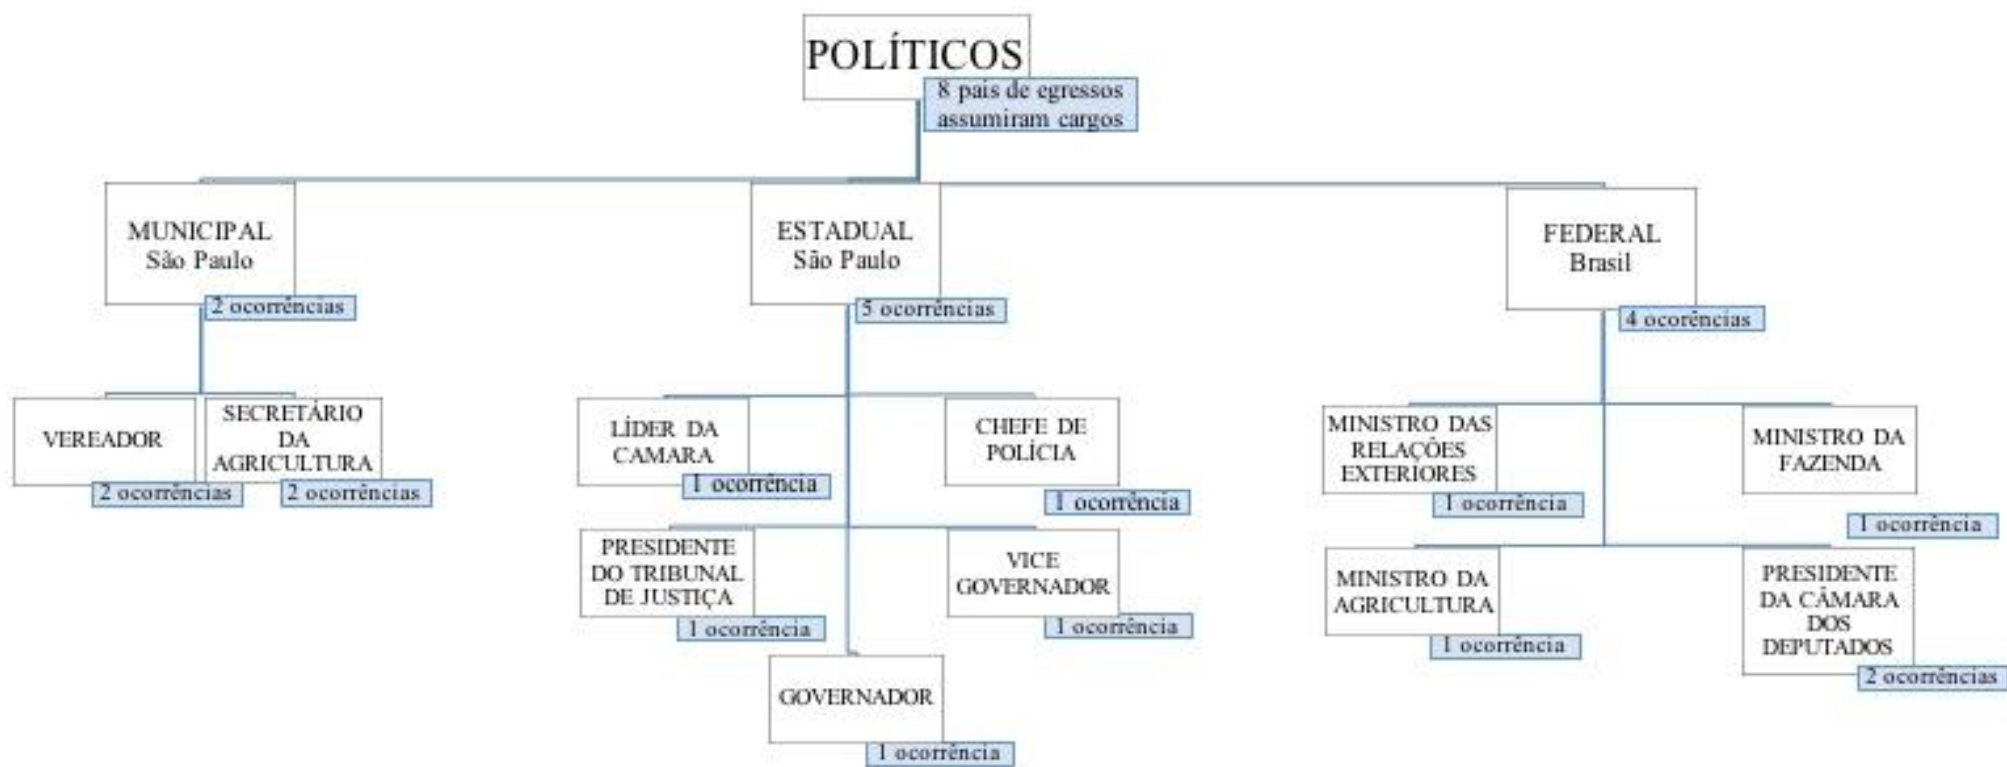 POLÍTICOS
8 pais de egressos
assumiram cargos
MUNICIPAL
São Paulo
2 ocorrências
ESTADUAL
São Paulo
5 ocorrências
FEDERAL
Brasil
4 ocorências
VEREADOR
2 ocorrências
SECRETÁRIO
DA
AGRICULTURA
2 ocorrências
LÍDER DA
CAMARA
1 ocorrência
CHEFE DE
POLÍCIA
1 ocorrência
MINISTRO DAS
RELAÇÕES
EXTERIORES
1 ocorrência
MINISTRO DA
FAZENDA
1 ocorrência
PRESIDENTE
DO TRIBUNAL
DE JUSTIÇA
1 ocorrência
VICE
GOVERNADOR
1 ocorrência
MINISTRO DA
AGRICULTURA
1 ocorrência
PRESIDENTE
DA CÂMARA
DOS
DEPUTADOS
2 ocorrências
GOVERNADOR
1 ocorrência